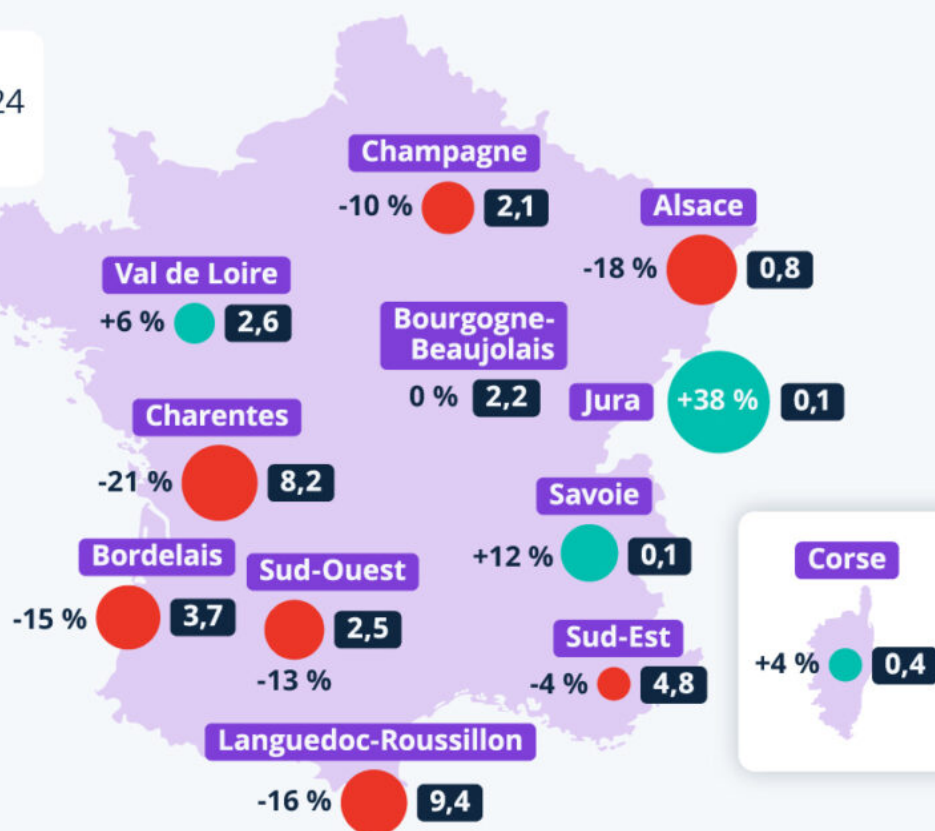 24
Champagne
-10 % 2,1
Alsace
-18 % 0,8
Val de Loire
+6 % 2,6
Bourgogne-
Beaujolais
0 % 2,2
Jura +38 % 0,1
Charentes
-21 % 8,2
Savoie
+12 % 0,1
Bordelais
-15 % 3,7
Sud-Ouest
2,5
-13 %
Sud-Est
-4 % 4,8
Corse
+4 % 0,4
Languedoc-Roussillon
-16 % 9,4